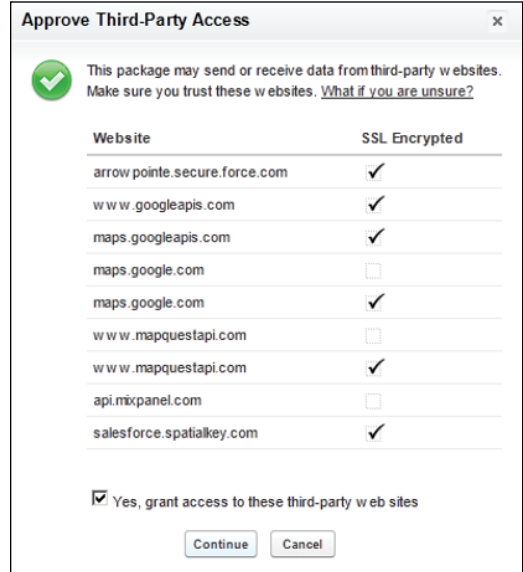 Approve Third-Party Access
This package may send or receive data from third-party websites.
Make sure you trust these websites. What if you are unsure?
Website SSL Encrypted
arrowpointe.secure.force.com
www.googleapis.com
maps.googleapis.com
maps.google.com
maps.google.com
www.mapquestapi.com
www.mapquestapi.com
api.mixpanel.com
salesforce.spatialkey.com
Yes, grant access to these third-party web sites
Continue Cancel